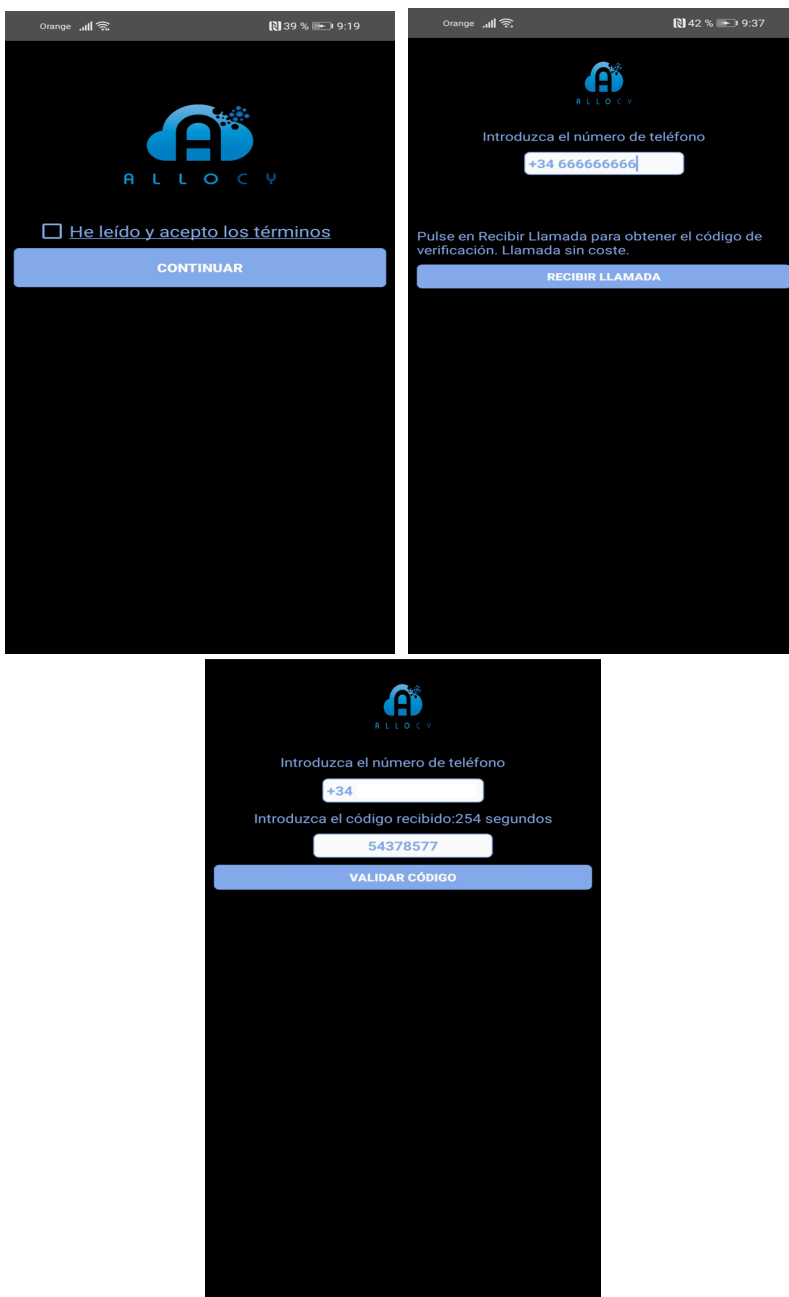 Orange 39 % 9:19
ALLOCY
He leído y acepto los términos
CONTINUAR
Orange 42 % 9:37
ALLOCY
Introduzca el número de teléfono
+34 666666666
Pulse en Recibir Llamada para obtener el código de
verificación. Llamada sin coste.
RECIBIR LLAMADA
ALLOCY
Introduzca el número de teléfono
+34
Introduzca el código recibido:254 segundos
54378577
VALIDAR CÓDIGO